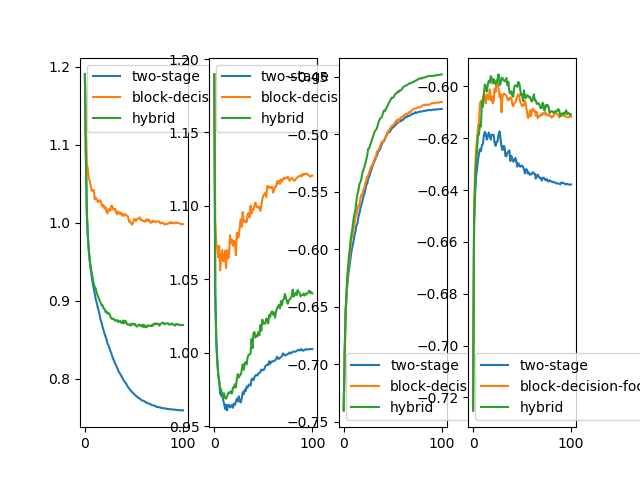 1.2
1.1
1.0
0.9
0.8
0
100
two-stage
block-decis
hybrid
1.20
1.15
1.10
1.05
1.00
0.95
0
100
two-stage
block-decis
hybrid
−0.45
−0.50
−0.55
−0.60
−0.65
−0.70
−0.75
0
100
two-stage
block-decis
hybrid
−0.60
−0.62
−0.64
−0.66
−0.68
−0.70
−0.72
0
100
two-stage
block-decision-foc
hybrid